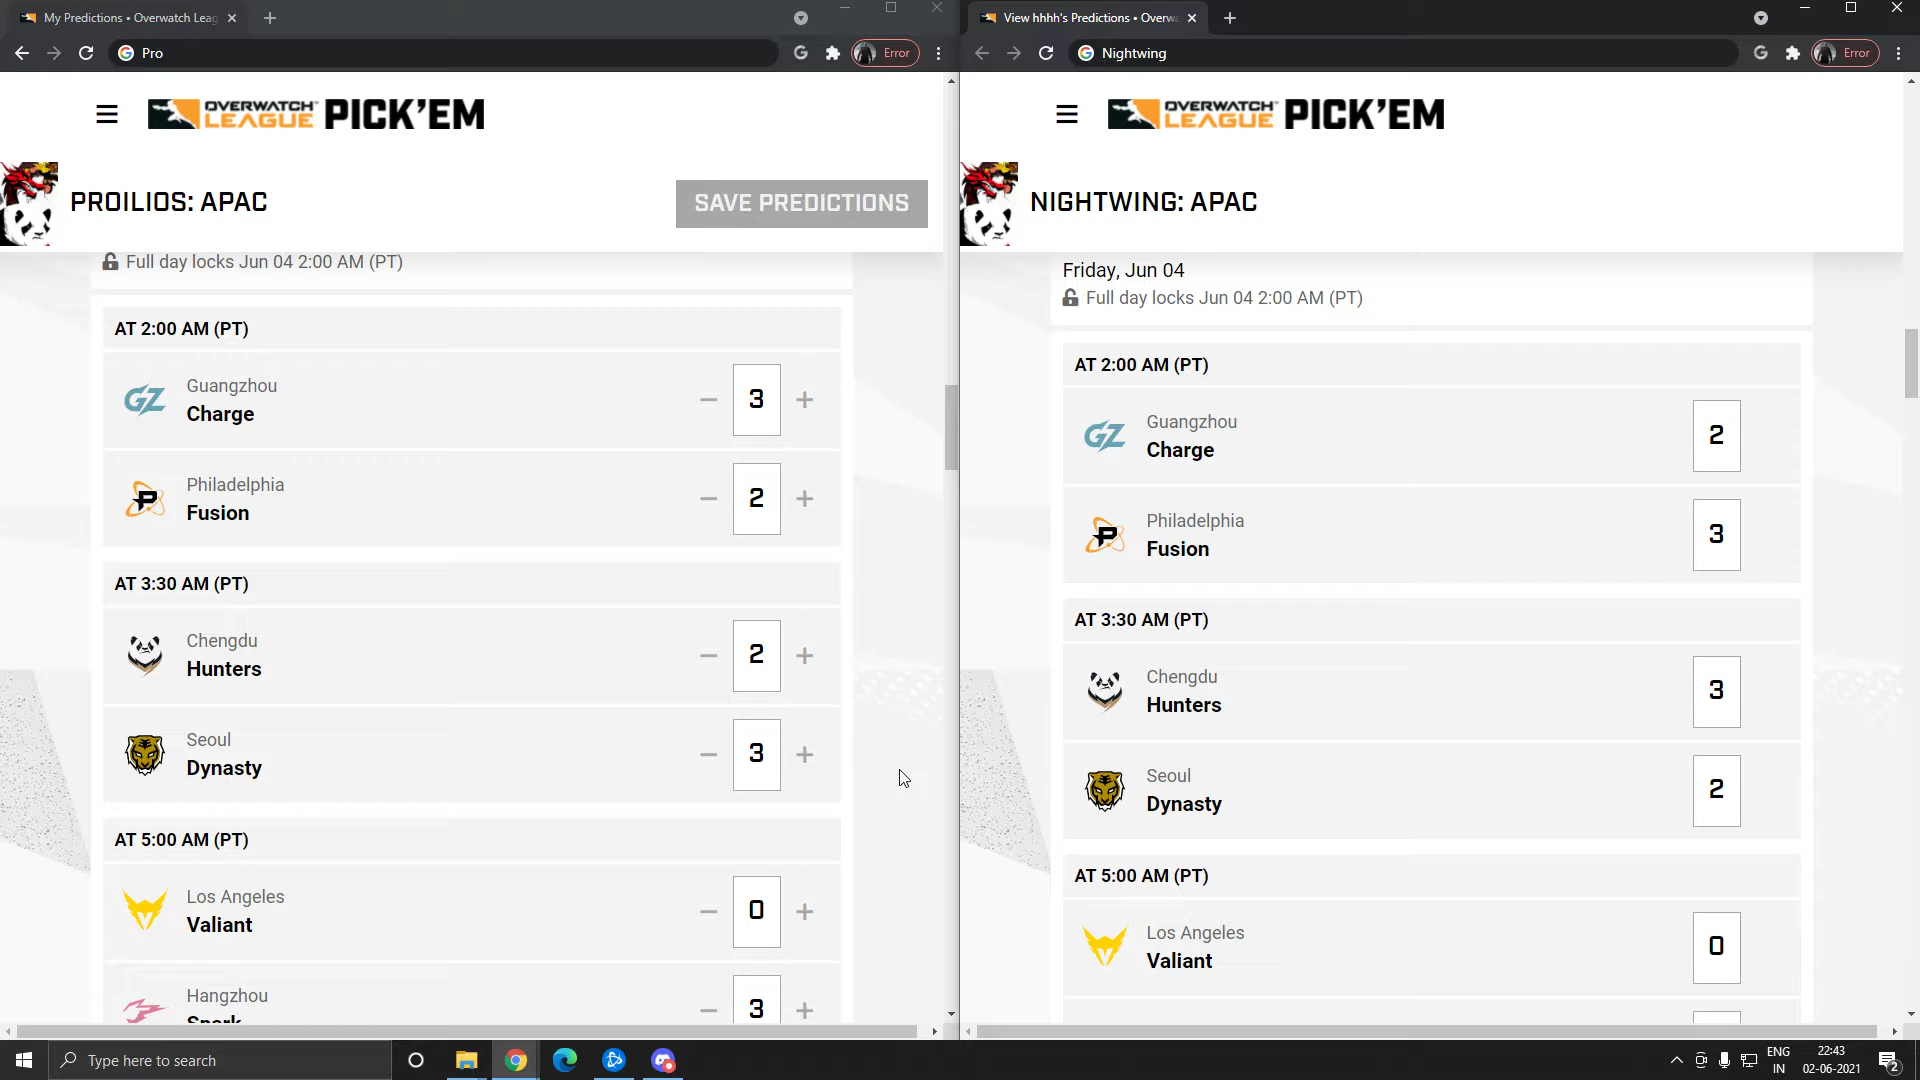 My Predictions • Overwatch Leag
Pro
Error
OVERWATCH LEAGUE PICK'EM
PROILIOS: APAC
SAVE PREDICTIONS
Full day locks Jun 04 2:00 AM (PT)
AT 2:00 AM (PT)
Guangzhou
Charge
3
Philadelphia
Fusion
2
AT 3:30 AM (PT)
Chengdu
Hunters
2
Seoul
Dynasty
3
AT 5:00 AM (PT)
Los Angeles
Valiant
0
Hangzhou
Spark
3
View hhhh's Predictions • Overw
Nightwing
Error
OVERWATCH LEAGUE PICK'EM
NIGHTWING: APAC
Friday, Jun 04
Full day locks Jun 04 2:00 AM (PT)
AT 2:00 AM (PT)
Guangzhou
Charge
2
Philadelphia
Fusion
3
AT 3:30 AM (PT)
Chengdu
Hunters
3
Seoul
Dynasty
2
AT 5:00 AM (PT)
Los Angeles
Valiant
0
Type here to search
ENG
IN
22:43
02-06-2021
2